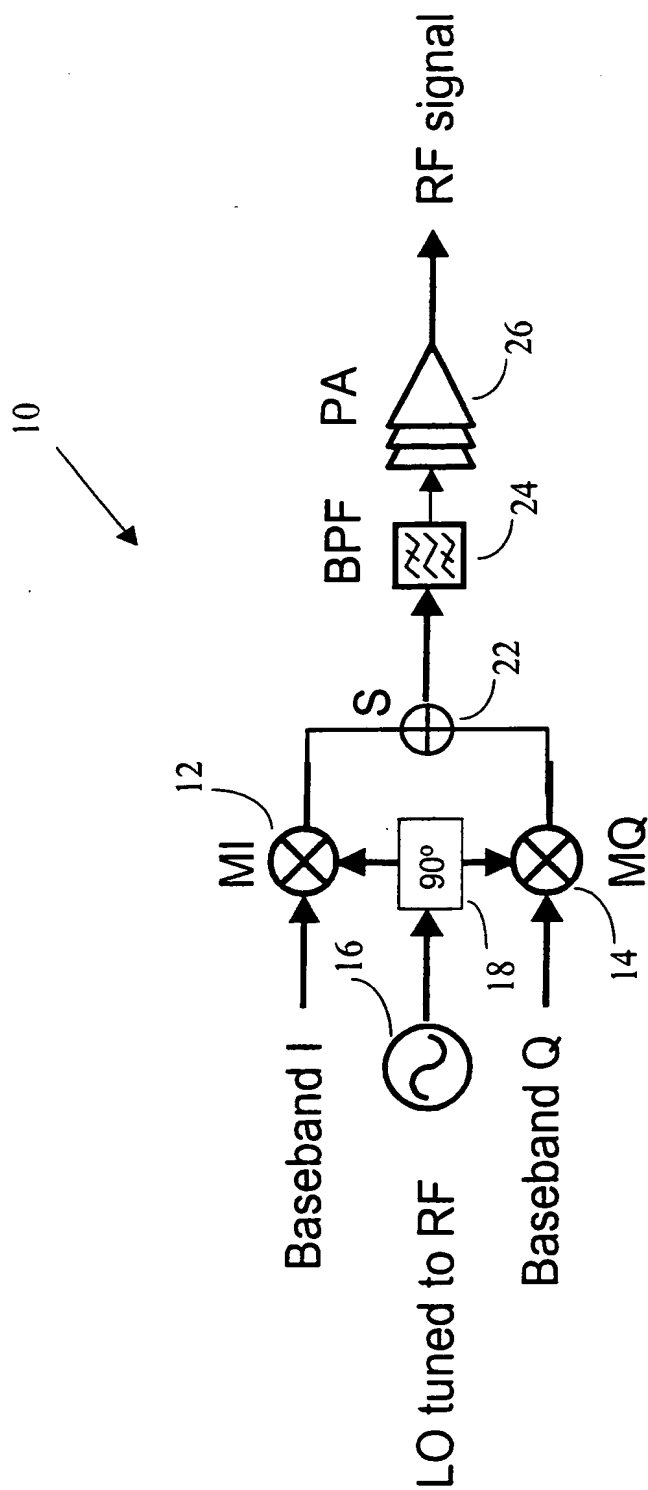 10
12
MI
Baseband I
16
LO tuned to RF
90º
18
Baseband Q
14
MQ
S
22
BPF
24
PA
26
RF signal